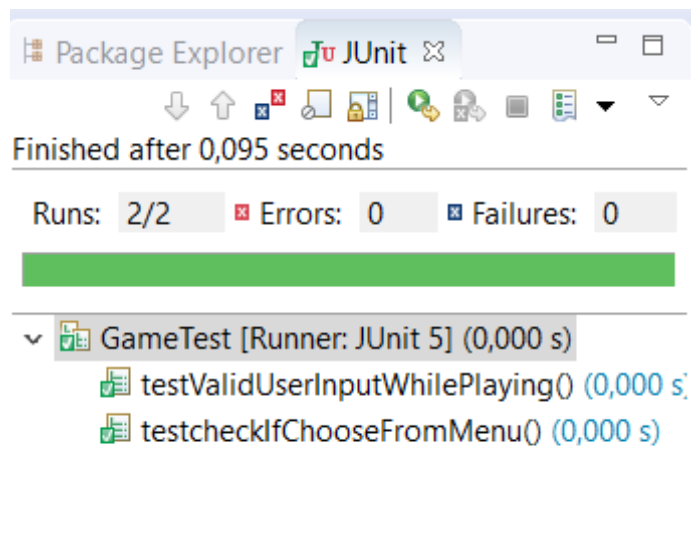 Package Explorer JUnit
Finished after 0,095 seconds
Runs: 2/2 Errors: 0 Failures: 0
GameTest [Runner: JUnit 5] (0,000 s)
testValidUserInputWhilePlaying() (0,000 s)
testcheckIfChooseFromMenu() (0,000 s)